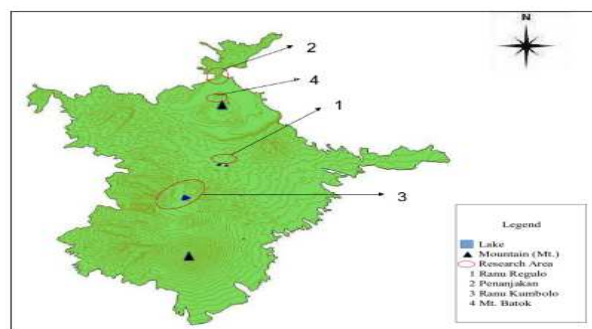 N
2
4
1
3
Legend
Lake
Mountain (Mt.)
Research Area
1 Ranu Regulo
2 Penanjakan
3 Ranu Kumbolo
4 Mt. Batok